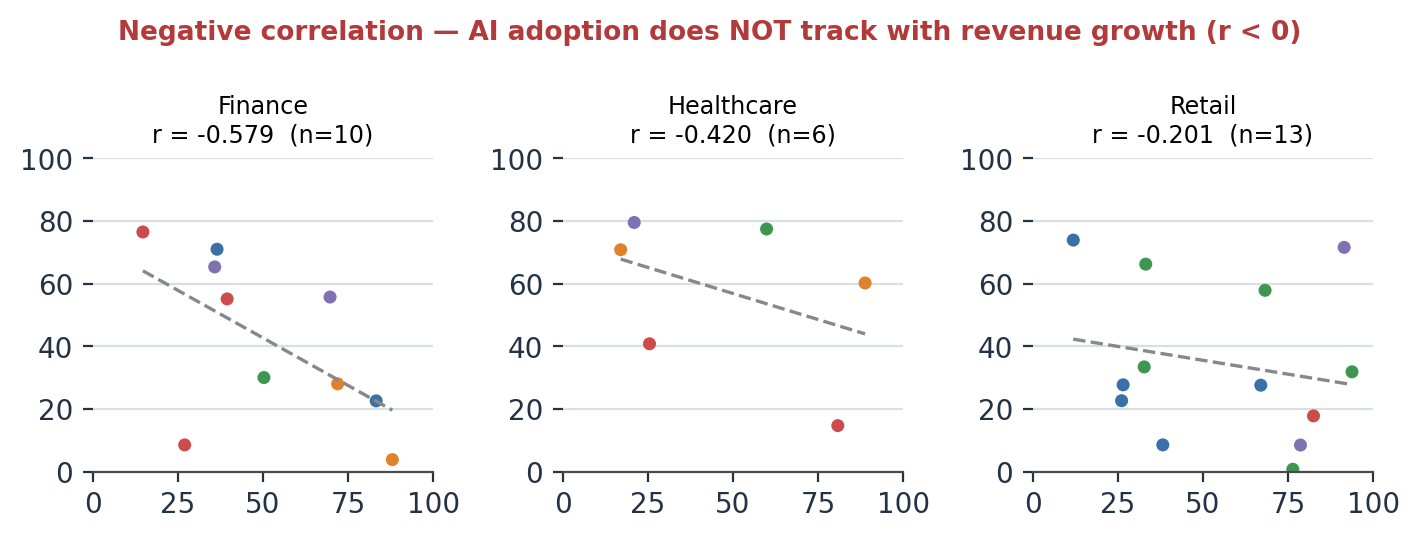 Negative correlation — AI adoption does NOT track with revenue growth (r < 0)
Finance
r = -0.579 (n=10)
100
80
60
40
20
0
0 25 50 75 100
Healthcare
r = -0.420 (n=6)
100
80
60
40
20
0
0 25 50 75 100
Retail
r = -0.201 (n=13)
100
80
60
40
20
0
0 25 50 75 100